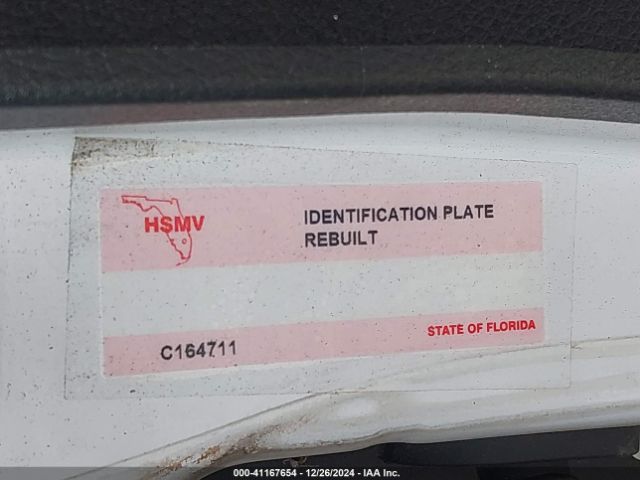 HSMV
IDENTIFICATION PLATE
REBUILT
STATE OF FLORIDA
C164711
000-41167654 - 12/26/2024 - IAA Inc.